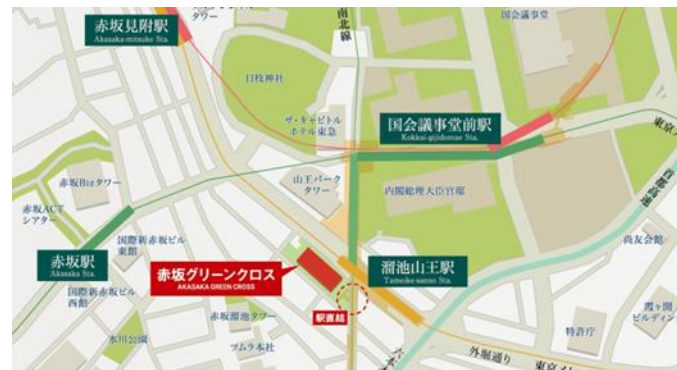 赤坂見附駅
Akasaka-mitsuke Sta.
南北線
国会議事堂
日枝神社
ザ・キャピトル
ホテル東急
国会議事堂前駅
Kokkai-gijidomae Sta.
東京メ
首都高速
赤坂Bizタワー
山王パーク
タワー
内閣総理大臣官邸
赤坂ACT
シアター
国際新赤坂ビル
東館
尚友会館
赤坂駅
Akasaka Sta.
赤坂グリーンクロス
AKASAKA GREEN CROSS
溜池山王駅
Tameike-sanno Sta.
国際新赤坂ビル
西館
駅直結
赤坂溜池タワー
霞ヶ関
ビルディン
特許庁
氷川公園
ツムラ本社
六本
外堀通り
東京メト